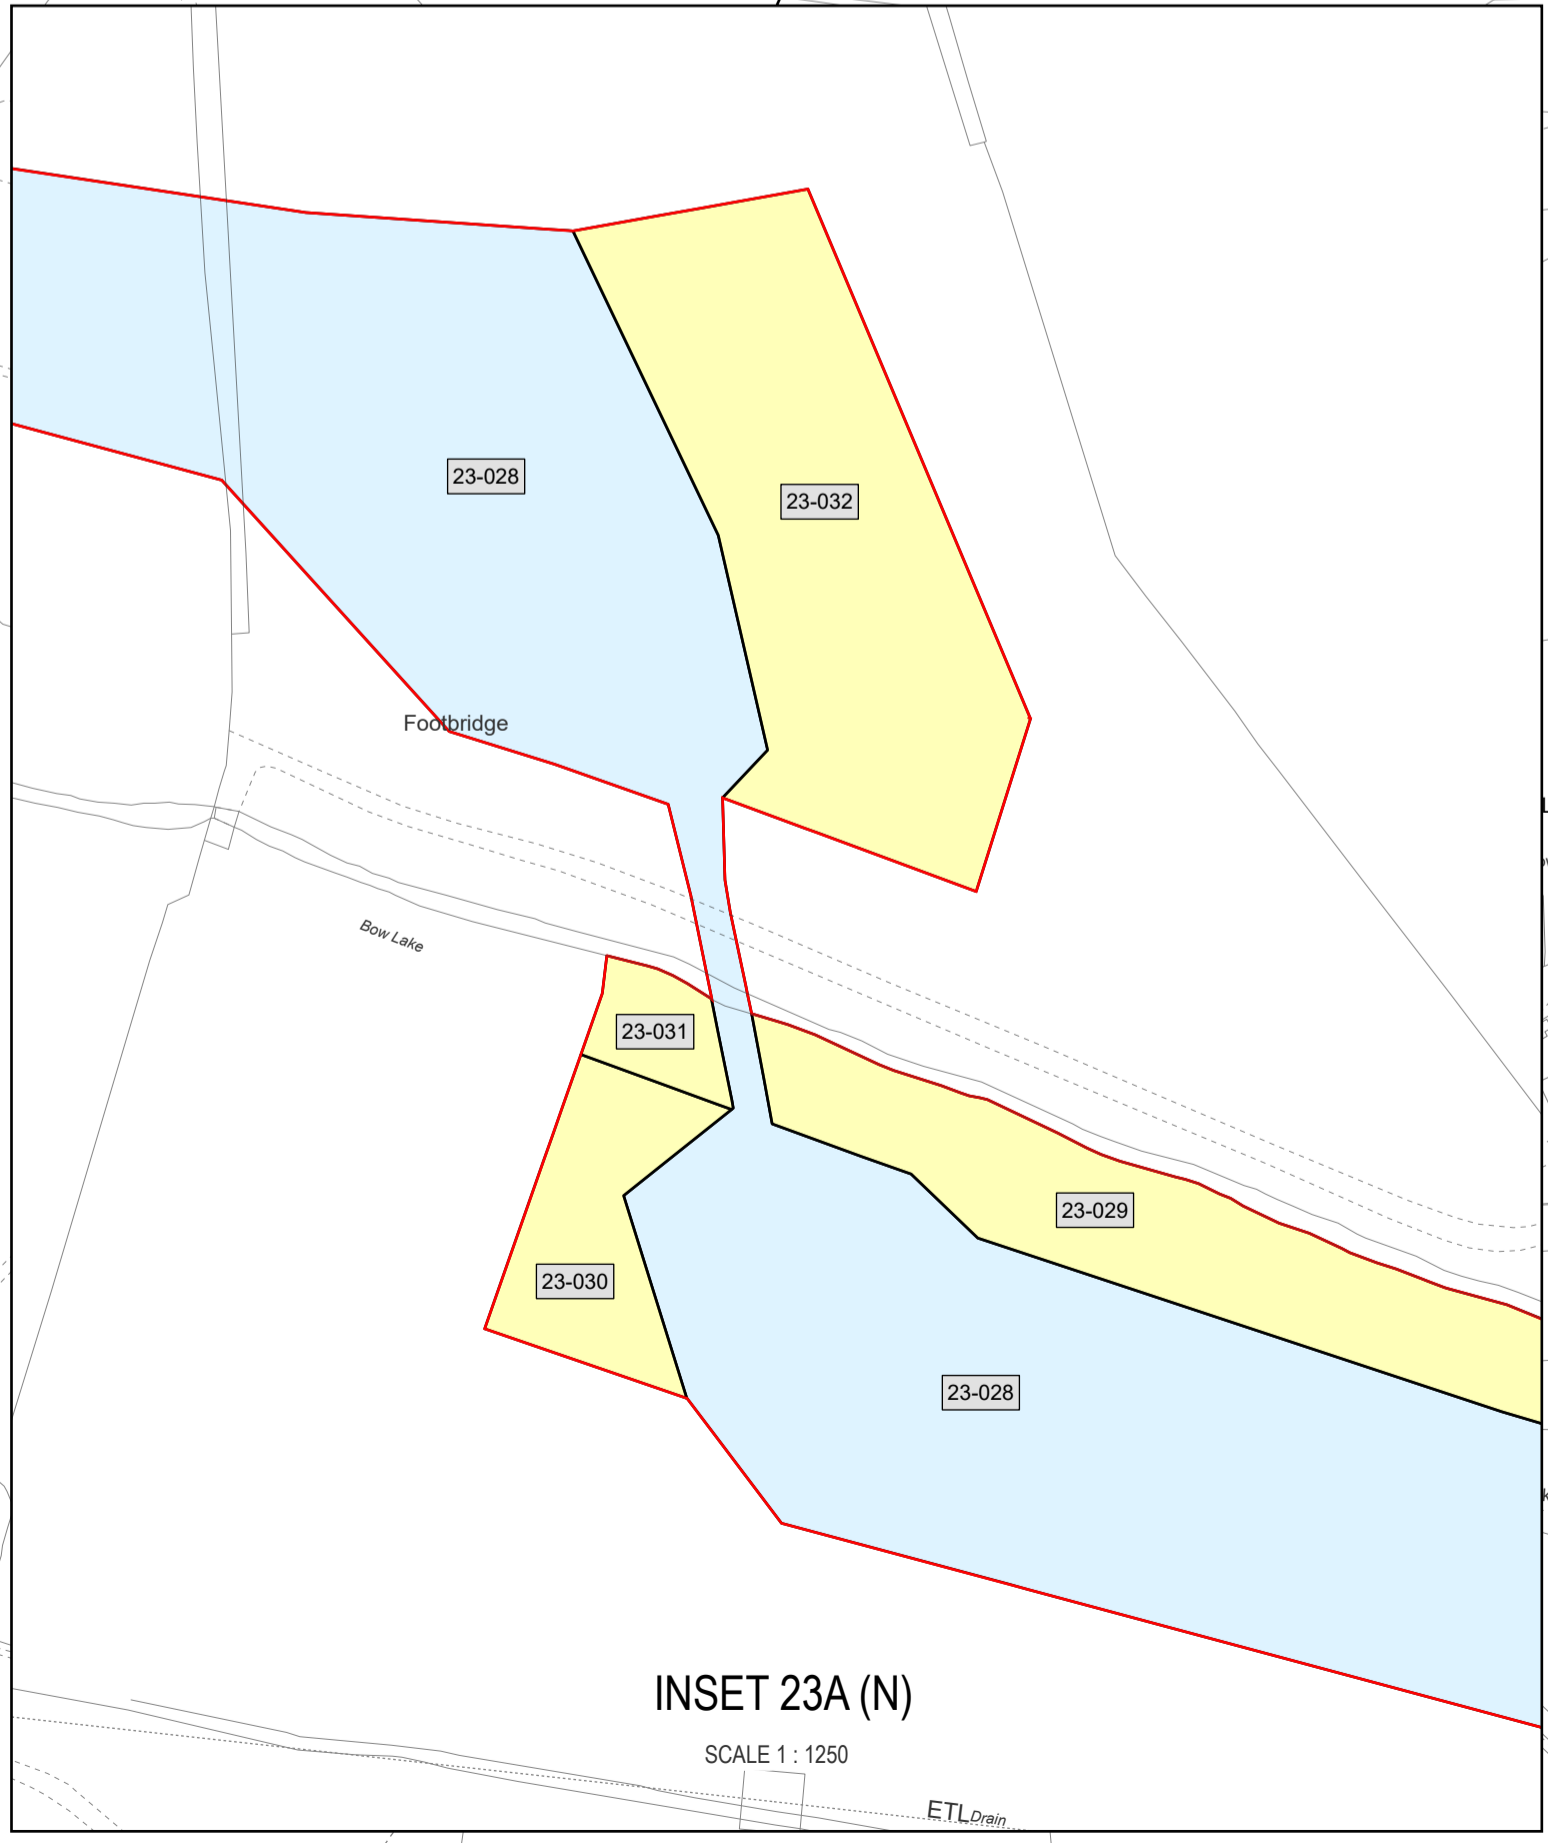 23-028
23-032
Footbridge
Bow Lake
23-031
23-029
23-030
23-028
INSET 23A (N)
SCALE 1 : 1250
ETL
Drain